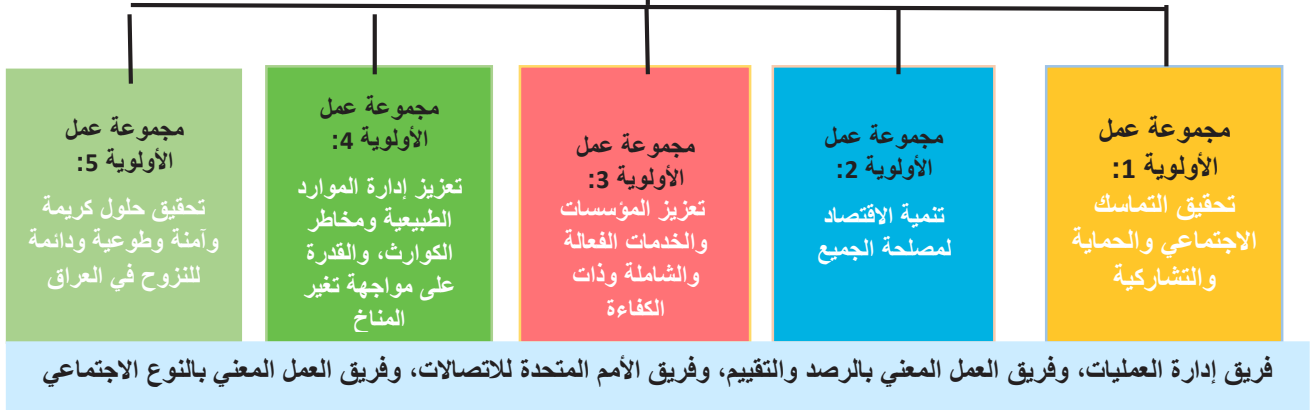 مجموعة عمل
الأولوية 1:
تحقيق التماسك
الاجتماعي والحماية
والتشاركية
مجموعة عمل
الأولوية 2:
تنمية الاقتصاد
لمصلحة الجميع
مجموعة عمل
الأولوية 3:
تعزيز المؤسسات
والخدمات الفعالة
والشاملة وذات
الكفاءة
مجموعة عمل
الأولوية 4:
تعزيز إدارة الموارد
الطبيعية ومخاطر
الكوارث، والقدرة
على مواجهة تغير
المناخ
مجموعة عمل
الأولوية 5:
تحقيق حلول كريمة
وآمنة وطوعية ودائمة
للنزوح في العراق
فريق إدارة العمليات، وفريق العمل المعني بالرصد والتقييم، وفريق الأمم المتحدة للاتصالات، وفريق العمل المعني بالنوع الاجتماعي